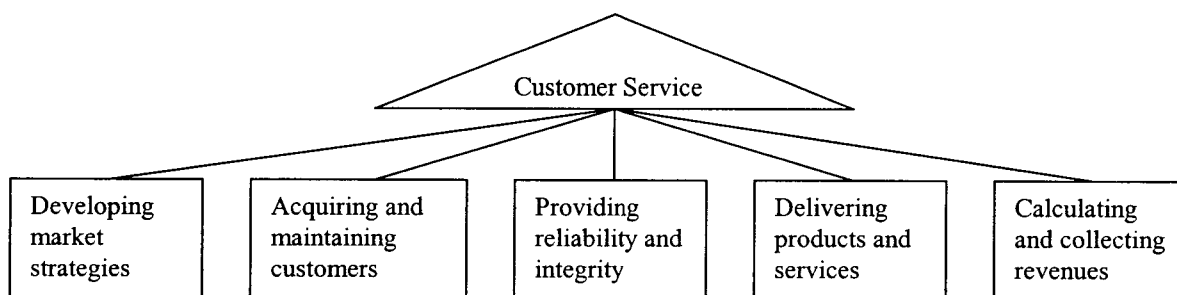 Customer Service
Developing
market
strategies
Acquiring and
maintaining
customers
Providing
reliability and
integrity
Delivering
products and
services
Calculating
and collecting
revenues